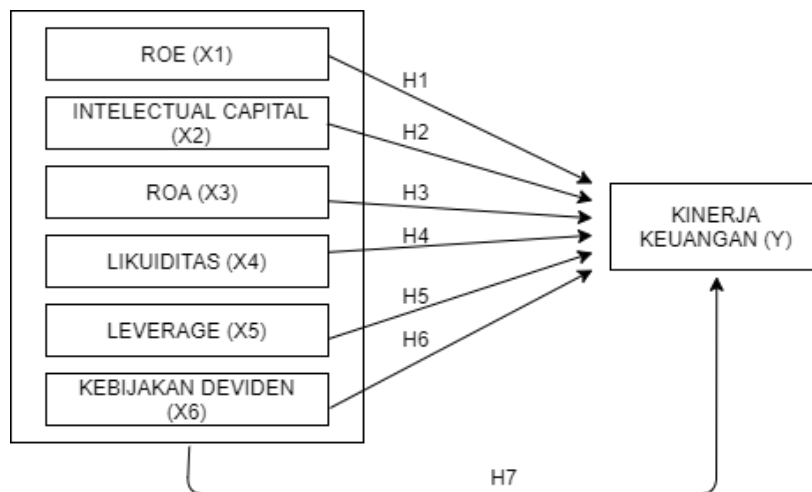 ROE (X1)
INTELECTUAL CAPITAL
(X2)
ROA (X3)
LIKUIDITAS (X4)
LEVERAGE (X5)
KEBIJAKAN DEVIDEN
(X6)
H1
H2
H3
H4
H5
H6
KINERJA
KEUANGAN (Y)
H7